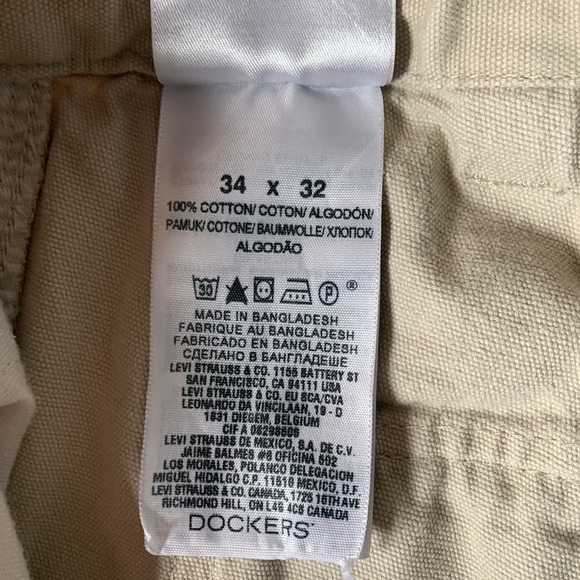 34 x 32
100% COTTON/ COTON/ ALGODÓN/
PAMUK/ COTONE/ BAUMWOLLE/ ХЛОПОК/
ALGODÃO
30 P ®
MADE IN BANGLADESH
FABRIQUE AU BANGLADESH
FABRICADO EN BANGLADESH
СДЕЛАНО В БАНГЛАДЕШЕ
LEVI STRAUSS & CO. 1155 BATTERY ST
SAN FRANCISCO, CA 94111 USA
LEVI STRAUSS & CO. EU SCA/CVA
LEONARDO DA VINCILAAN, 19 - D
1831 DIEGEM, BELGIUM
CIF A 08298606
LEVI STRAUSS DE MEXICO, S.A. DE C.V.
JAIME BALMES #8 OFICINA 502
LOS MORALES, POLANCO DELEGACION
MIGUEL HIDALGO C.P. 11510 MEXICO, D.F.
LEVI STRAUSS & CO. CANADA, 1725 16TH AVE
RICHMOND HILL, ON L4B 4C6 CANADA
DOCKERS